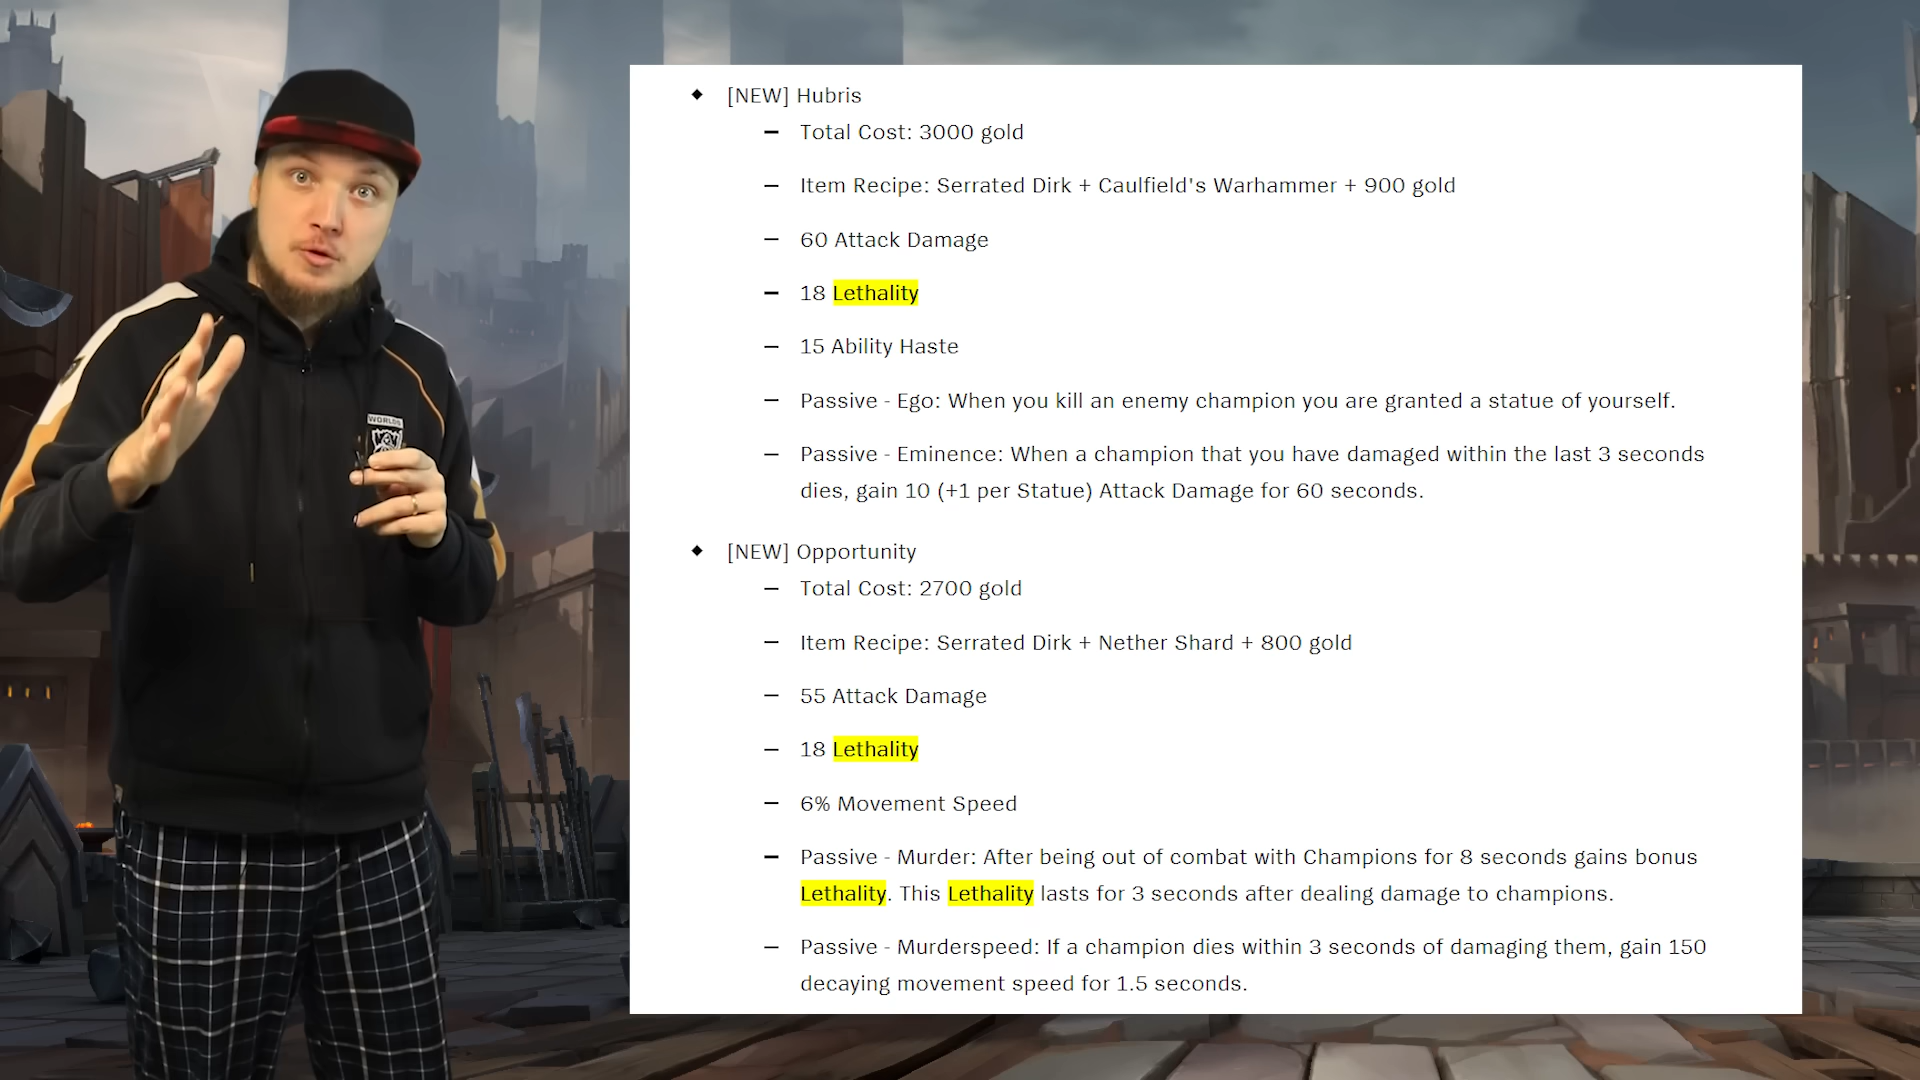 [NEW] Hubris
Total Cost: 3000 gold
Item Recipe: Serrated Dirk + Caulfield's Warhammer + 900 gold
60 Attack Damage
18 Lethality
15 Ability Haste
Passive - Ego: When you kill an enemy champion you are granted a statue of yourself.
Passive - Eminence: When a champion that you have damaged within the last 3 seconds
dies, gain 10 (+1 per Statue) Attack Damage for 60 seconds.
[NEW] Opportunity
Total Cost: 2700 gold
Item Recipe: Serrated Dirk + Nether Shard + 800 gold
55 Attack Damage
18 Lethality
6% Movement Speed
Passive - Murder: After being out of combat with Champions for 8 seconds gains bonus
Lethality. This Lethality lasts for 3 seconds after dealing damage to champions.
Passive - Murderspeed: If a champion dies within 3 seconds of damaging them, gain 150
decaying movement speed for 1.5 seconds.
WORLDS